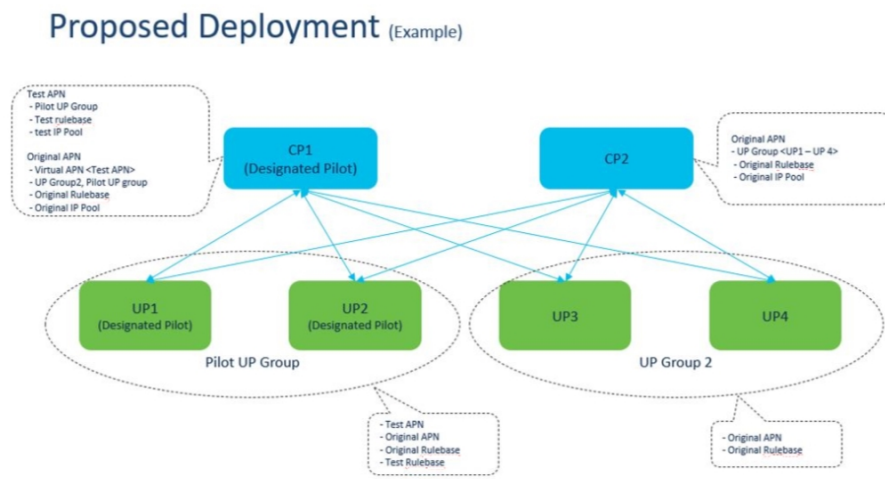 Proposed Deployment (Example)
Test APN
- Pilot UP Group
- Test rulebase
- test IP Pool
Original APN
- Virtual APN <Test APN>
- UP Group2, Pilot UP group
- Original Rulebase
- Original IP Pool
CP1
(Designated Pilot)
CP2
Original APN
- UP Group <UP1 – UP 4>
- Original Rulebase
- Original IP Pool
UP1
(Designated Pilot)
UP2
(Designated Pilot)
UP3
UP4
Pilot UP Group
UP Group 2
- Test APN
- Original APN
- Original Rulebase
- Test Rulebase
- Original APN
- Original Rulebase